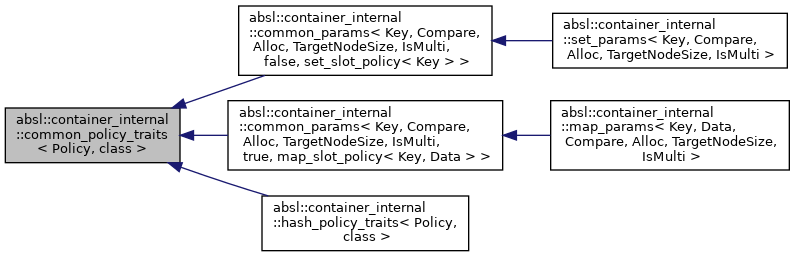 absl::container_internal
::common_policy_traits
< Policy, class >
absl::container_internal
::common_params< Key, Compare,
Alloc, TargetNodeSize, IsMulti,
false, set_slot_policy< Key > >
absl::container_internal
::set_params< Key, Compare,
Alloc, TargetNodeSize, IsMulti >
absl::container_internal
::common_params< Key, Compare,
Alloc, TargetNodeSize, IsMulti,
true, map_slot_policy< Key, Data > >
absl::container_internal
::map_params< Key, Data,
Compare, Alloc, TargetNodeSize,
IsMulti >
absl::container_internal
::hash_policy_traits< Policy,
class >